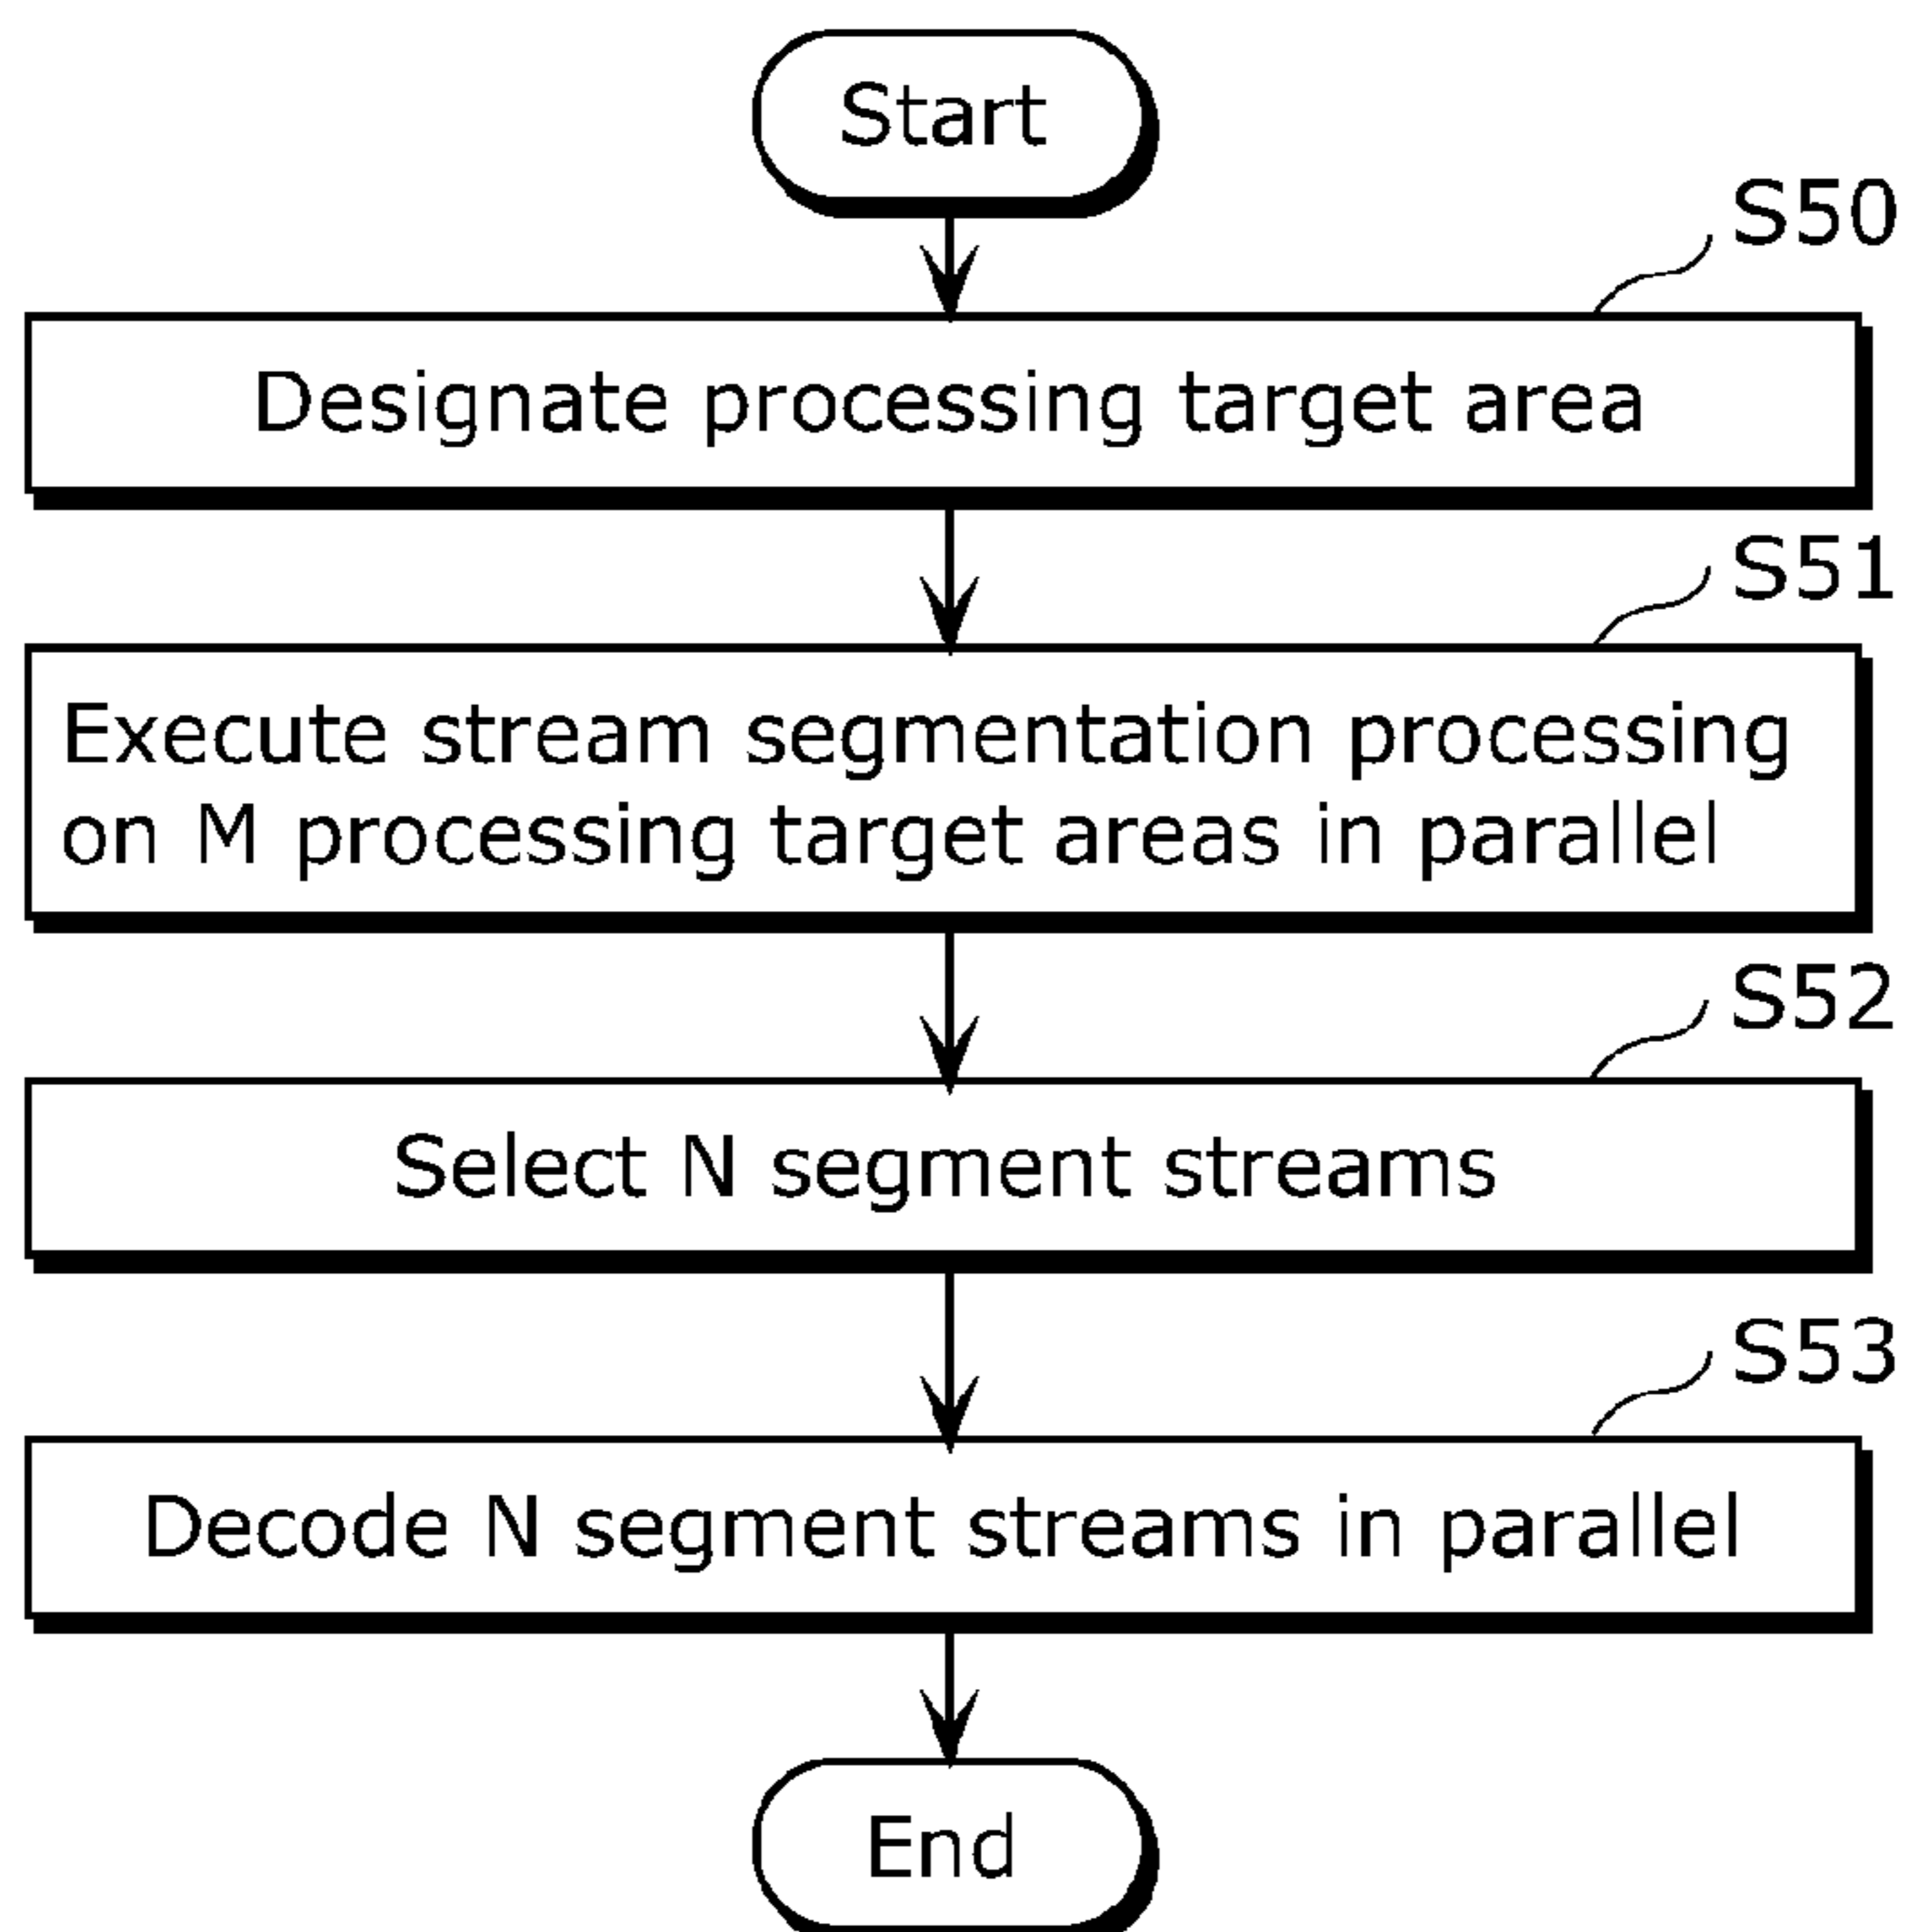 Start
S50
Designate processing target area
S51
Execute stream segmentation processing
on M processing target areas in parallel
S52
Select N segment streams
S53
Decode N segment streams in parallel
End